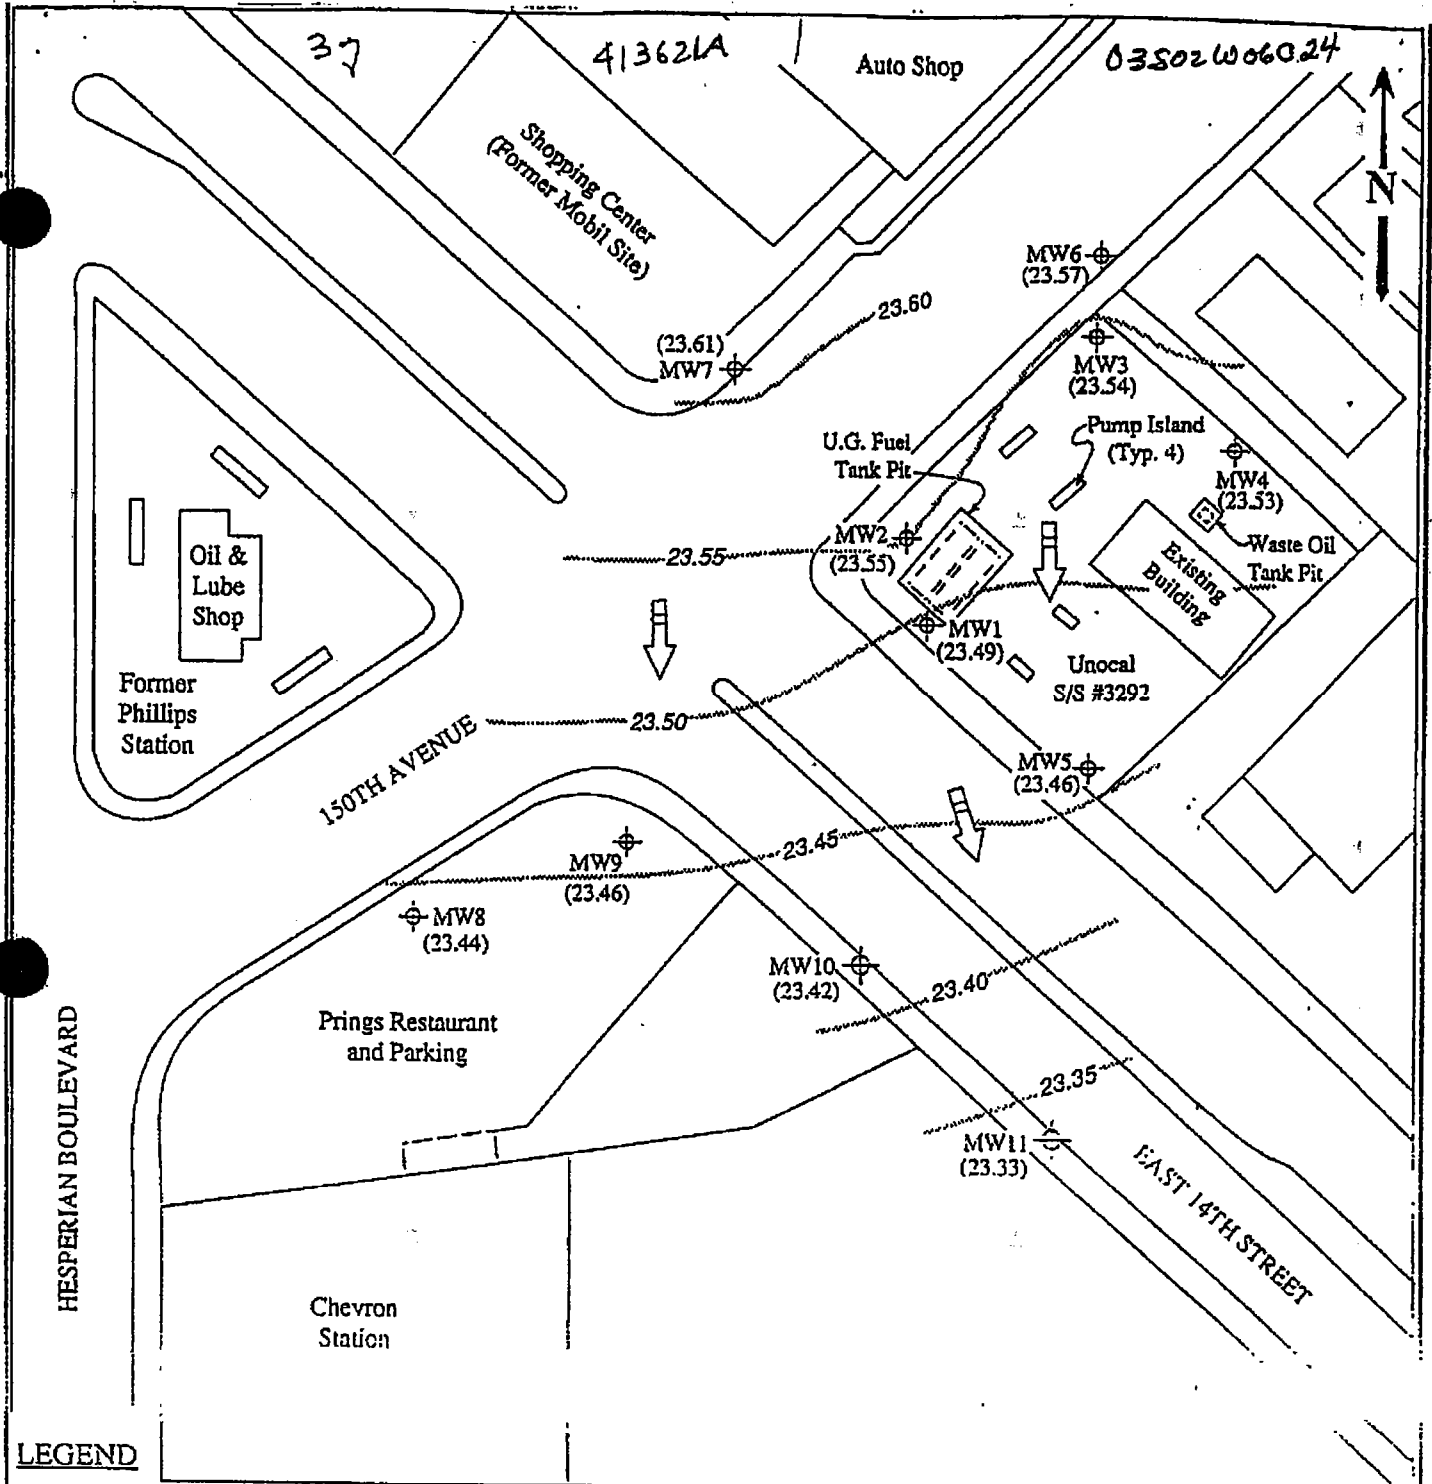 37
41362LA
03S02W06C24
Auto Shop
N
Shopping Center
(Former Mobil Site)
MW6
(23.57)
23.60
(23.61)
MW7
MW3
(23.54)
U.G. Fuel
Tank Pit
Pump Island
(Typ. 4)
MW4
(23.53)
MW2
(23.55)
23.55
Waste Oil
Tank Pit
Existing
Building
Oil &
Lube
Shop
MW1
(23.49)
Unocal
S/S #3292
Former
Phillips
Station
23.50
150TH AVENUE
MW5
(23.46)
23.45
MW9
(23.46)
MW8
(23.44)
MW10
(23.42)
23.40
Prings Restaurant
and Parking
23.35
MW11
(23.33)
EAST 14TH STREET
HESPERIAN BOULEVARD
Chevron
Station
LEGEND